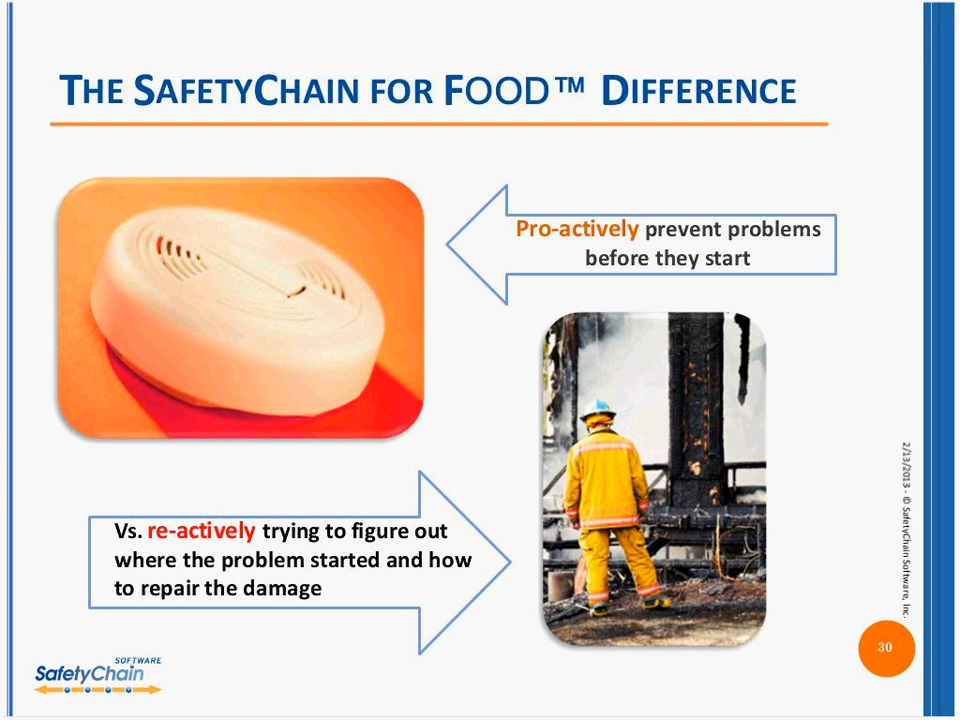 THE SAFETYCHAIN FOR FOOD™ DIFFERENCE
Pro-actively prevent problems
before they start
Vs. re-actively trying to figure out
where the problem started and how
to repair the damage
2/13/2013 - © SafetyChain Software, Inc.
30
SOFTWARE
SafetyChain